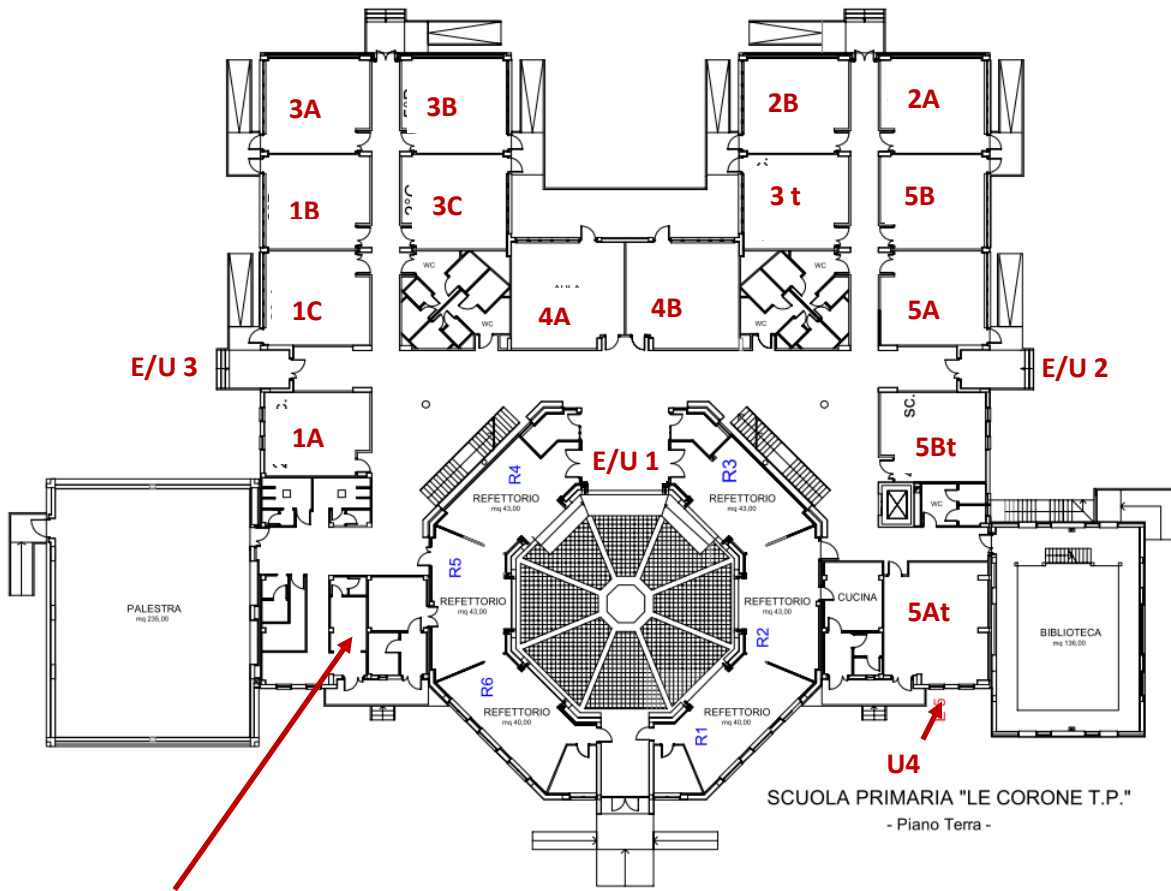 3A
3B
2B
2A
1B
3C
3 t
5B
WC
WC
1C
4A
4B
5A
WC
WC
E/U 3
E/U 2
1A
R4
E/U 1
R3
SC.
5Bt
REFETTORIO
mq 43,00
REFETTORIO
mq 43,00
WC
R5
PALESTRA
mq 235,00
REFETTORIO
mq 43,00
REFETTORIO
mq 43,00
R2
CUCINA
5At
BIBLIOTECA
mq 136,00
R6
REFETTORIO
mq 40,00
REFETTORIO
mq 40,00
R1
U4
SCUOLA PRIMARIA "LE CORONE T.P."
- Piano Terra -